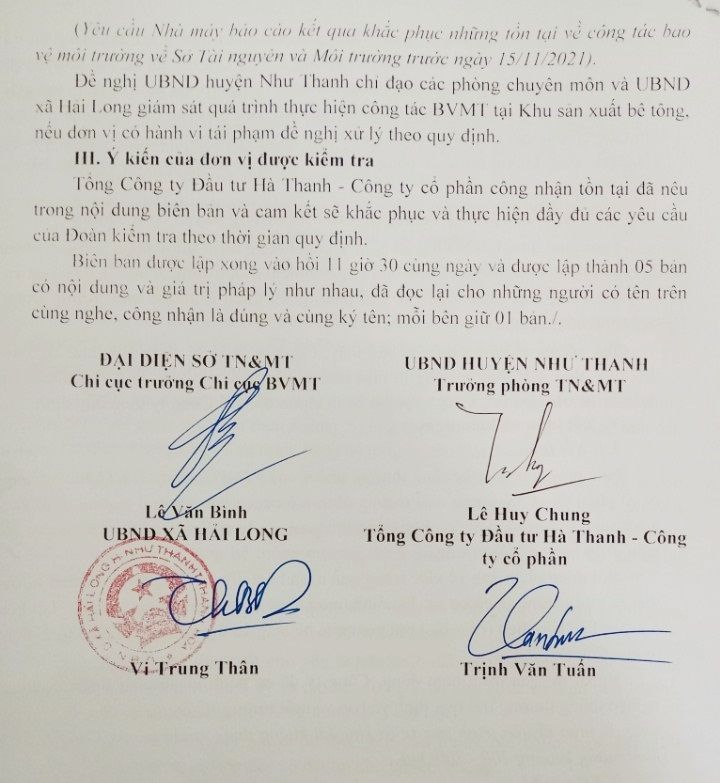 (Yêu cầu Nhà máy báo cáo kết quả khắc phục những tồn tại về công tác bảo
vệ môi trường về Sở Tài nguyên và Môi trường trước ngày 15/11/2021).
Đề nghị UBND huyện Như Thanh chỉ đạo các phòng chuyên môn và UBND
xã Hải Long giám sát quá trình thực hiện công tác BVMT tại Khu sản xuất bê tông,
nếu đơn vị có hành vi tái phạm đề nghị xử lý theo quy định.
III. Ý kiến của đơn vị được kiểm tra
Tổng Công ty Đầu tư Hà Thanh - Công ty cổ phần công nhận tồn tại đã nêu
trong nội dung biên bản và cam kết sẽ khắc phục và thực hiện đầy đủ các yêu cầu
của Đoàn kiểm tra theo thời gian quy định.
Biên bản được lập xong vào hồi 11 giờ 30 cùng ngày và được lập thành 05 bản
có nội dung và giá trị pháp lý như nhau, đã đọc lại cho những người có tên trên
cùng nghe, công nhận là đúng và cùng ký tên; mỗi bên giữ 01 bản./.
ĐẠI DIỆN SỞ TN&MT
Chi cục trưởng Chi cục BVMT
Lê Văn Bình
UBND HUYỆN NHƯ THANH
Trưởng phòng TN&MT
Lê Huy Chung
UBND XÃ HẢI LONG
Vi Trung Thân
Tổng Công ty Đầu tư Hà Thanh - Công
ty cổ phần
Trịnh Văn Tuấn